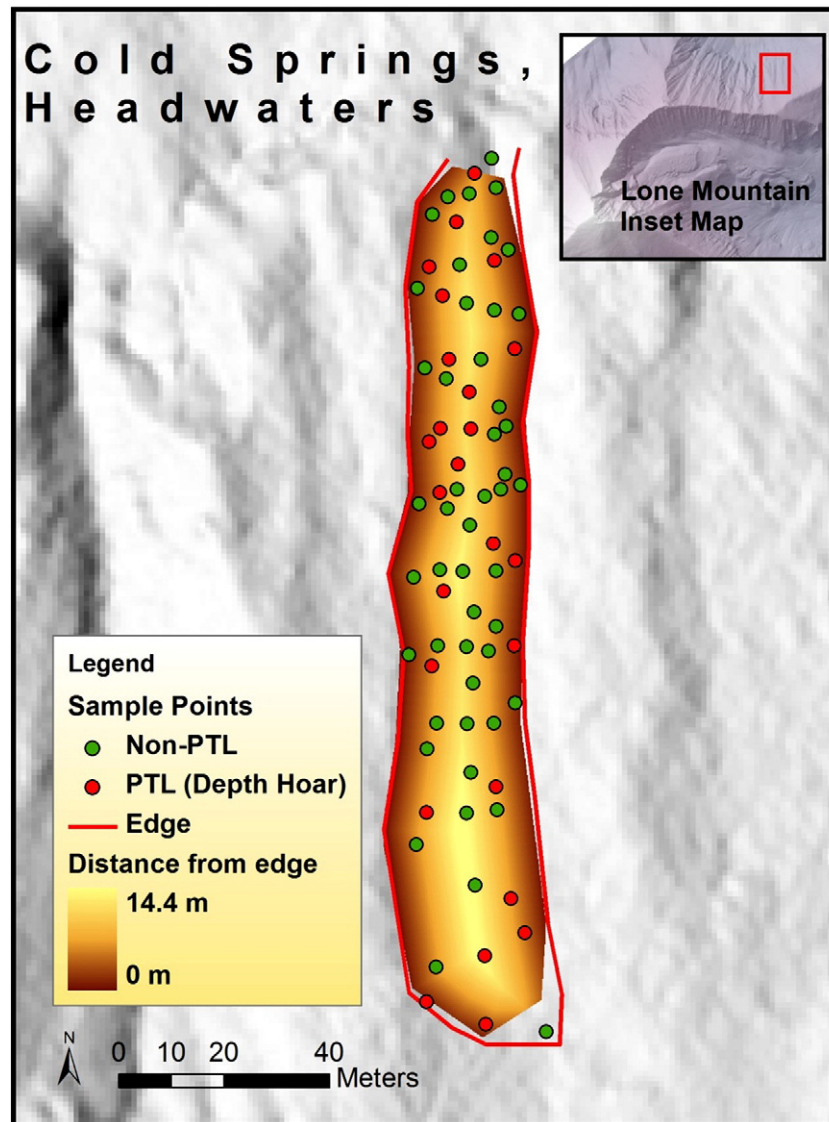 Cold Springs,
Headwaters
Lone Mountain
Inset Map
Legend
Sample Points
Non-PTL
PTL (Depth Hoar)
Edge
Distance from edge
14.4 m
0 m
N
0 10 20 40
Meters